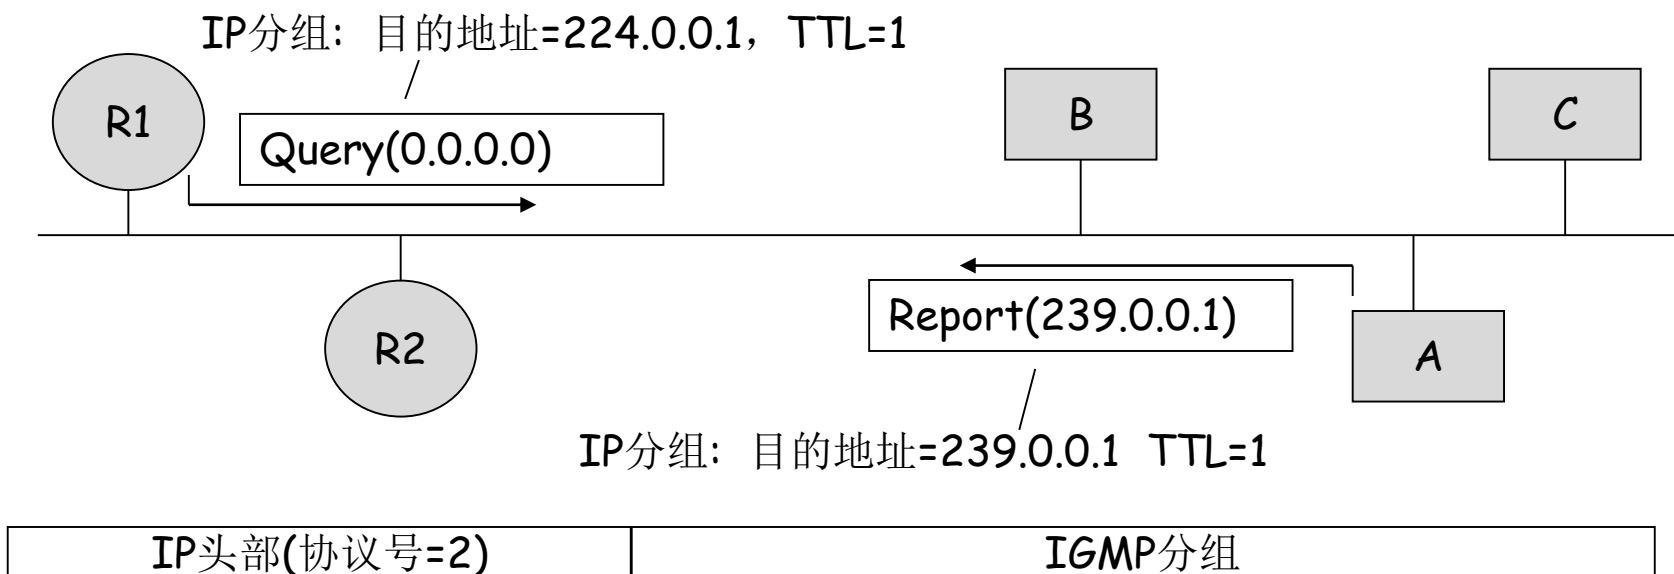 IP分组：目的地址=224.0.0.1，TTL=1
R1
Query(0.0.0.0)
B
C
R2
Report(239.0.0.1)
A
IP分组：目的地址=239.0.0.1 TTL=1
IP头部(协议号=2)
IGMP分组